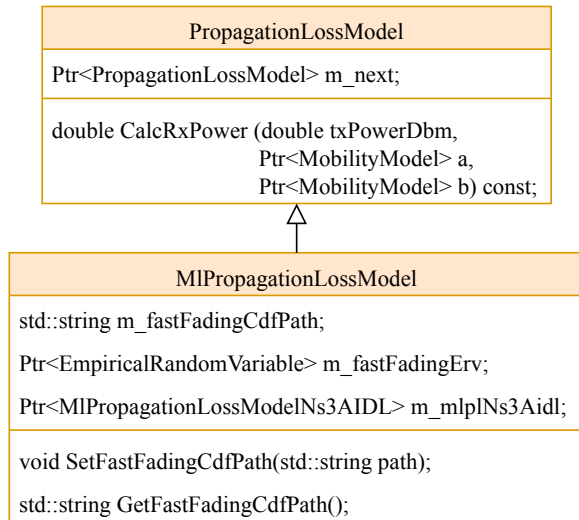 PropagationLossModel
Ptr<PropagationLossModel> m_next;
double CalcRxPower (double txPowerDbm,
Ptr<MobilityModel> a,
Ptr<MobilityModel> b) const;
MlPropagationLossModel
std::string m_fastFadingCdfPath;
Ptr<EmpiricalRandomVariable> m_fastFadingErv;
Ptr<MlPropagationLossModelNs3AIDL> m_mlplNs3Aidl;
void SetFastFadingCdfPath(std::string path);
std::string GetFastFadingCdfPath();